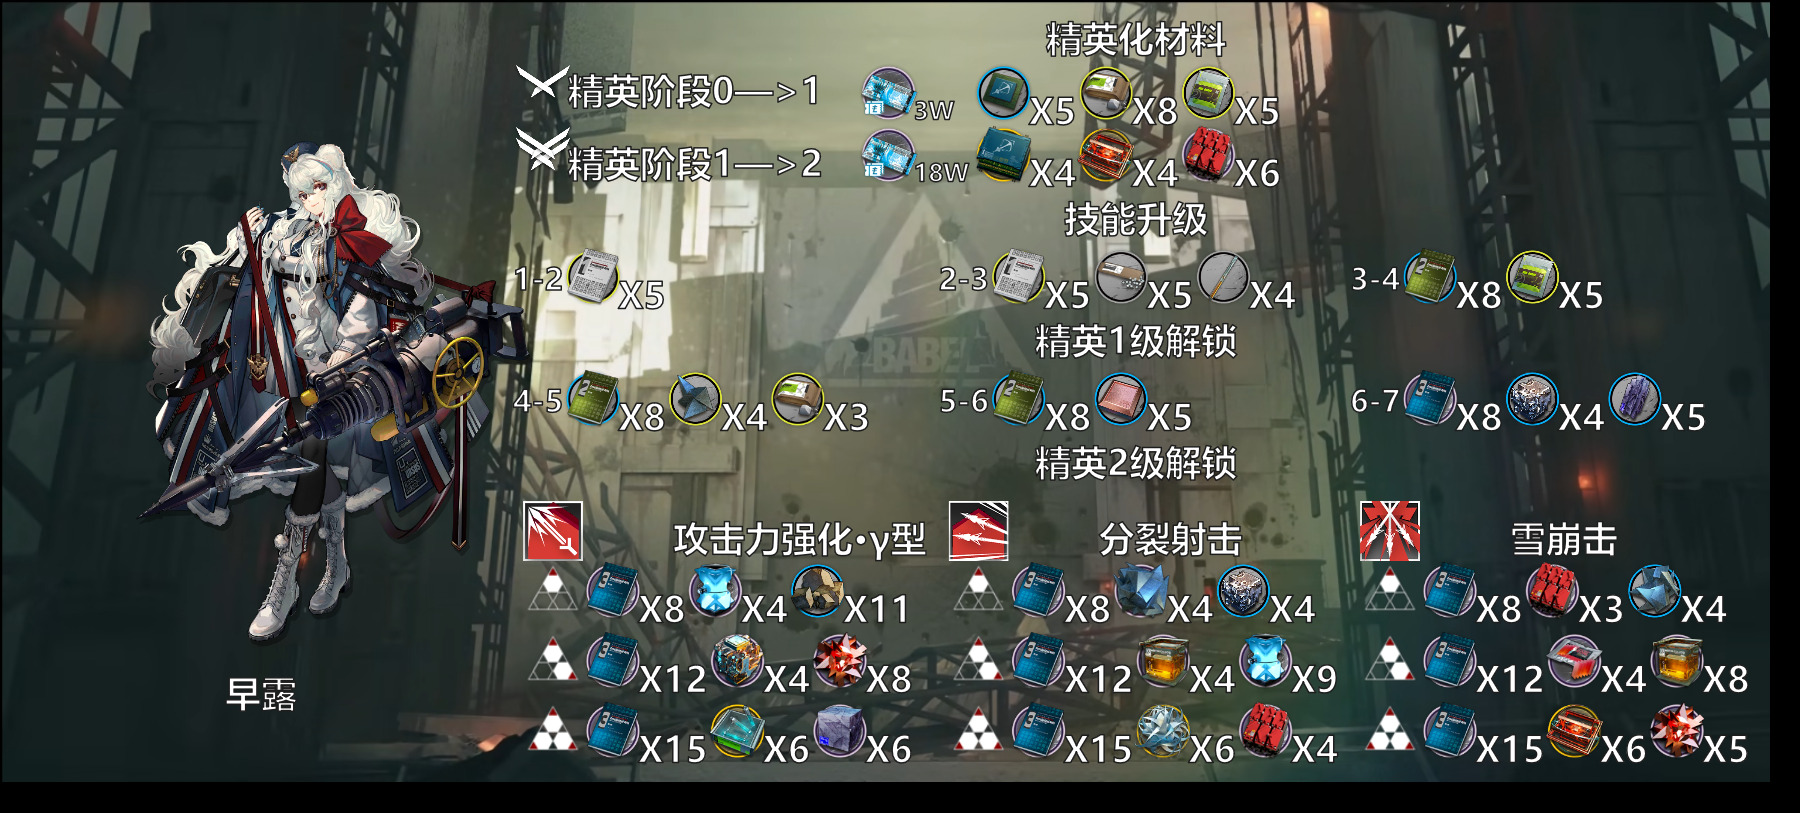 精英化材料
精英阶段0—>1 3W X5 X8 X5
精英阶段1—>2 18W X4 X4 X6
技能升级
1-2 X5 2-3 X5 X5 X4 3-4 X8 X5
BABEL
精英1级解锁
4-5 X8 X4 X3 5-6 X8 X5 6-7 X8 X4 X5
精英2级解锁
攻击力强化·γ型 分裂射击 雪崩击
X8 X4 X11 X8 X4 X4 X8 X3 X4
X12 X4 X8 X12 X4 X9 X12 X4 X8
X15 X6 X6 X15 X6 X4 X15 X6 X5
早露